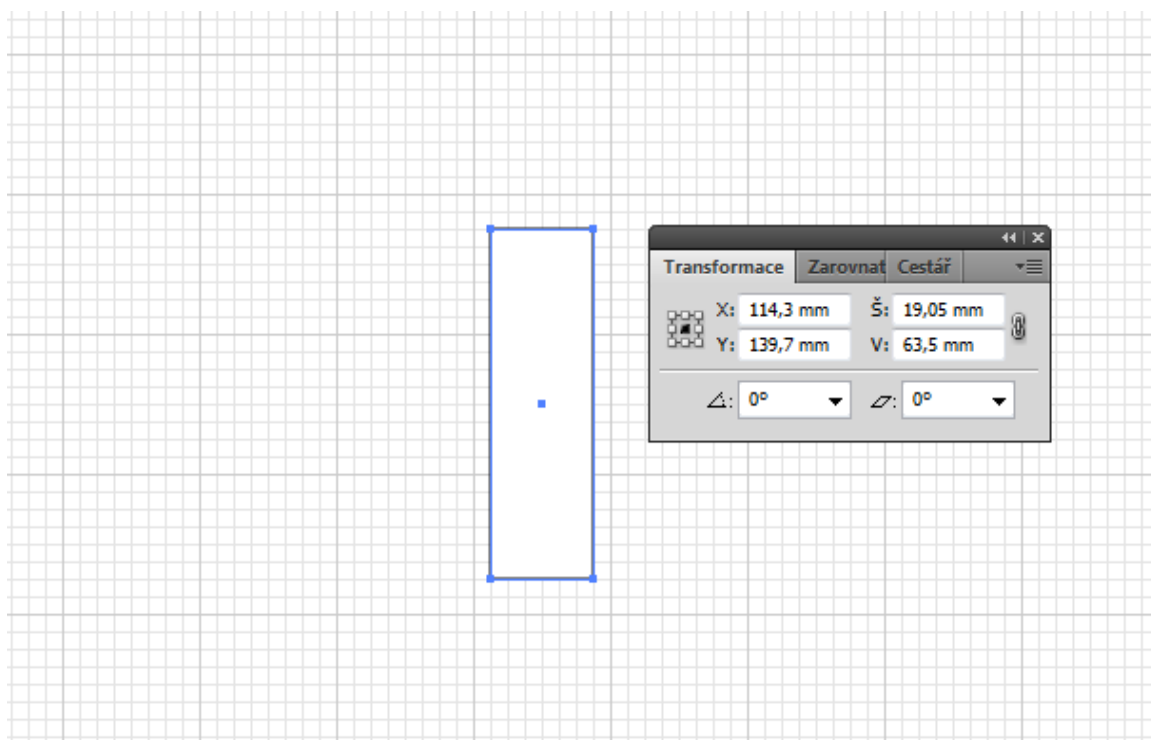 Transformace Zarovnat Cestář
X: 114,3 mm Š: 19,05 mm
Y: 139,7 mm V: 63,5 mm
0° 0°